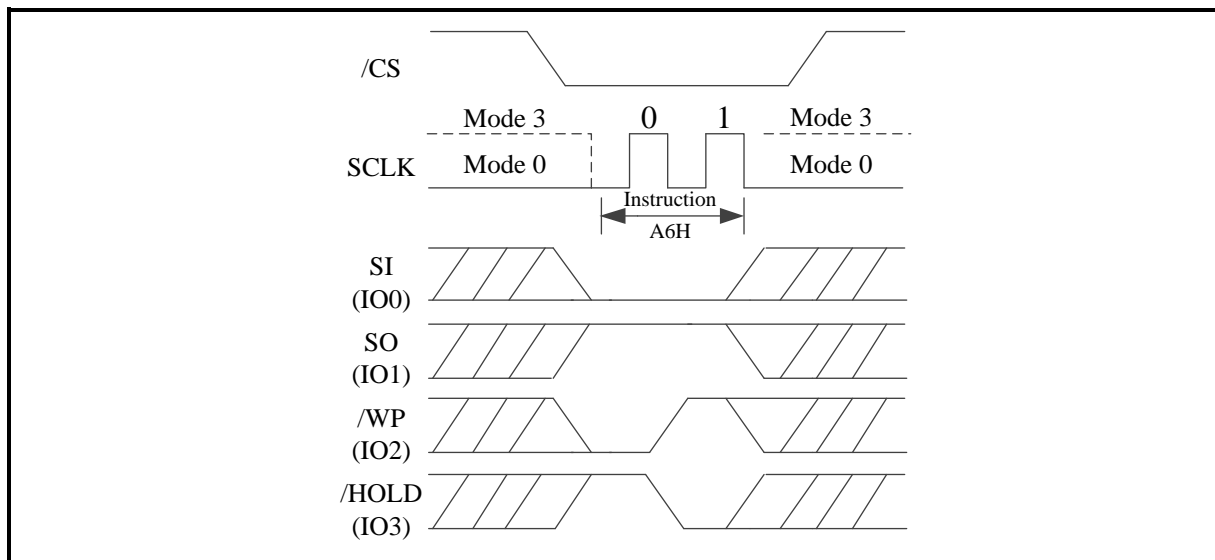 /CS
Mode 3 0 1 Mode 3
SCLK Mode 0 Mode 0
Instruction
A6H
SI
(IO0)
SO
(IO1)
/WP
(IO2)
/HOLD
(IO3)